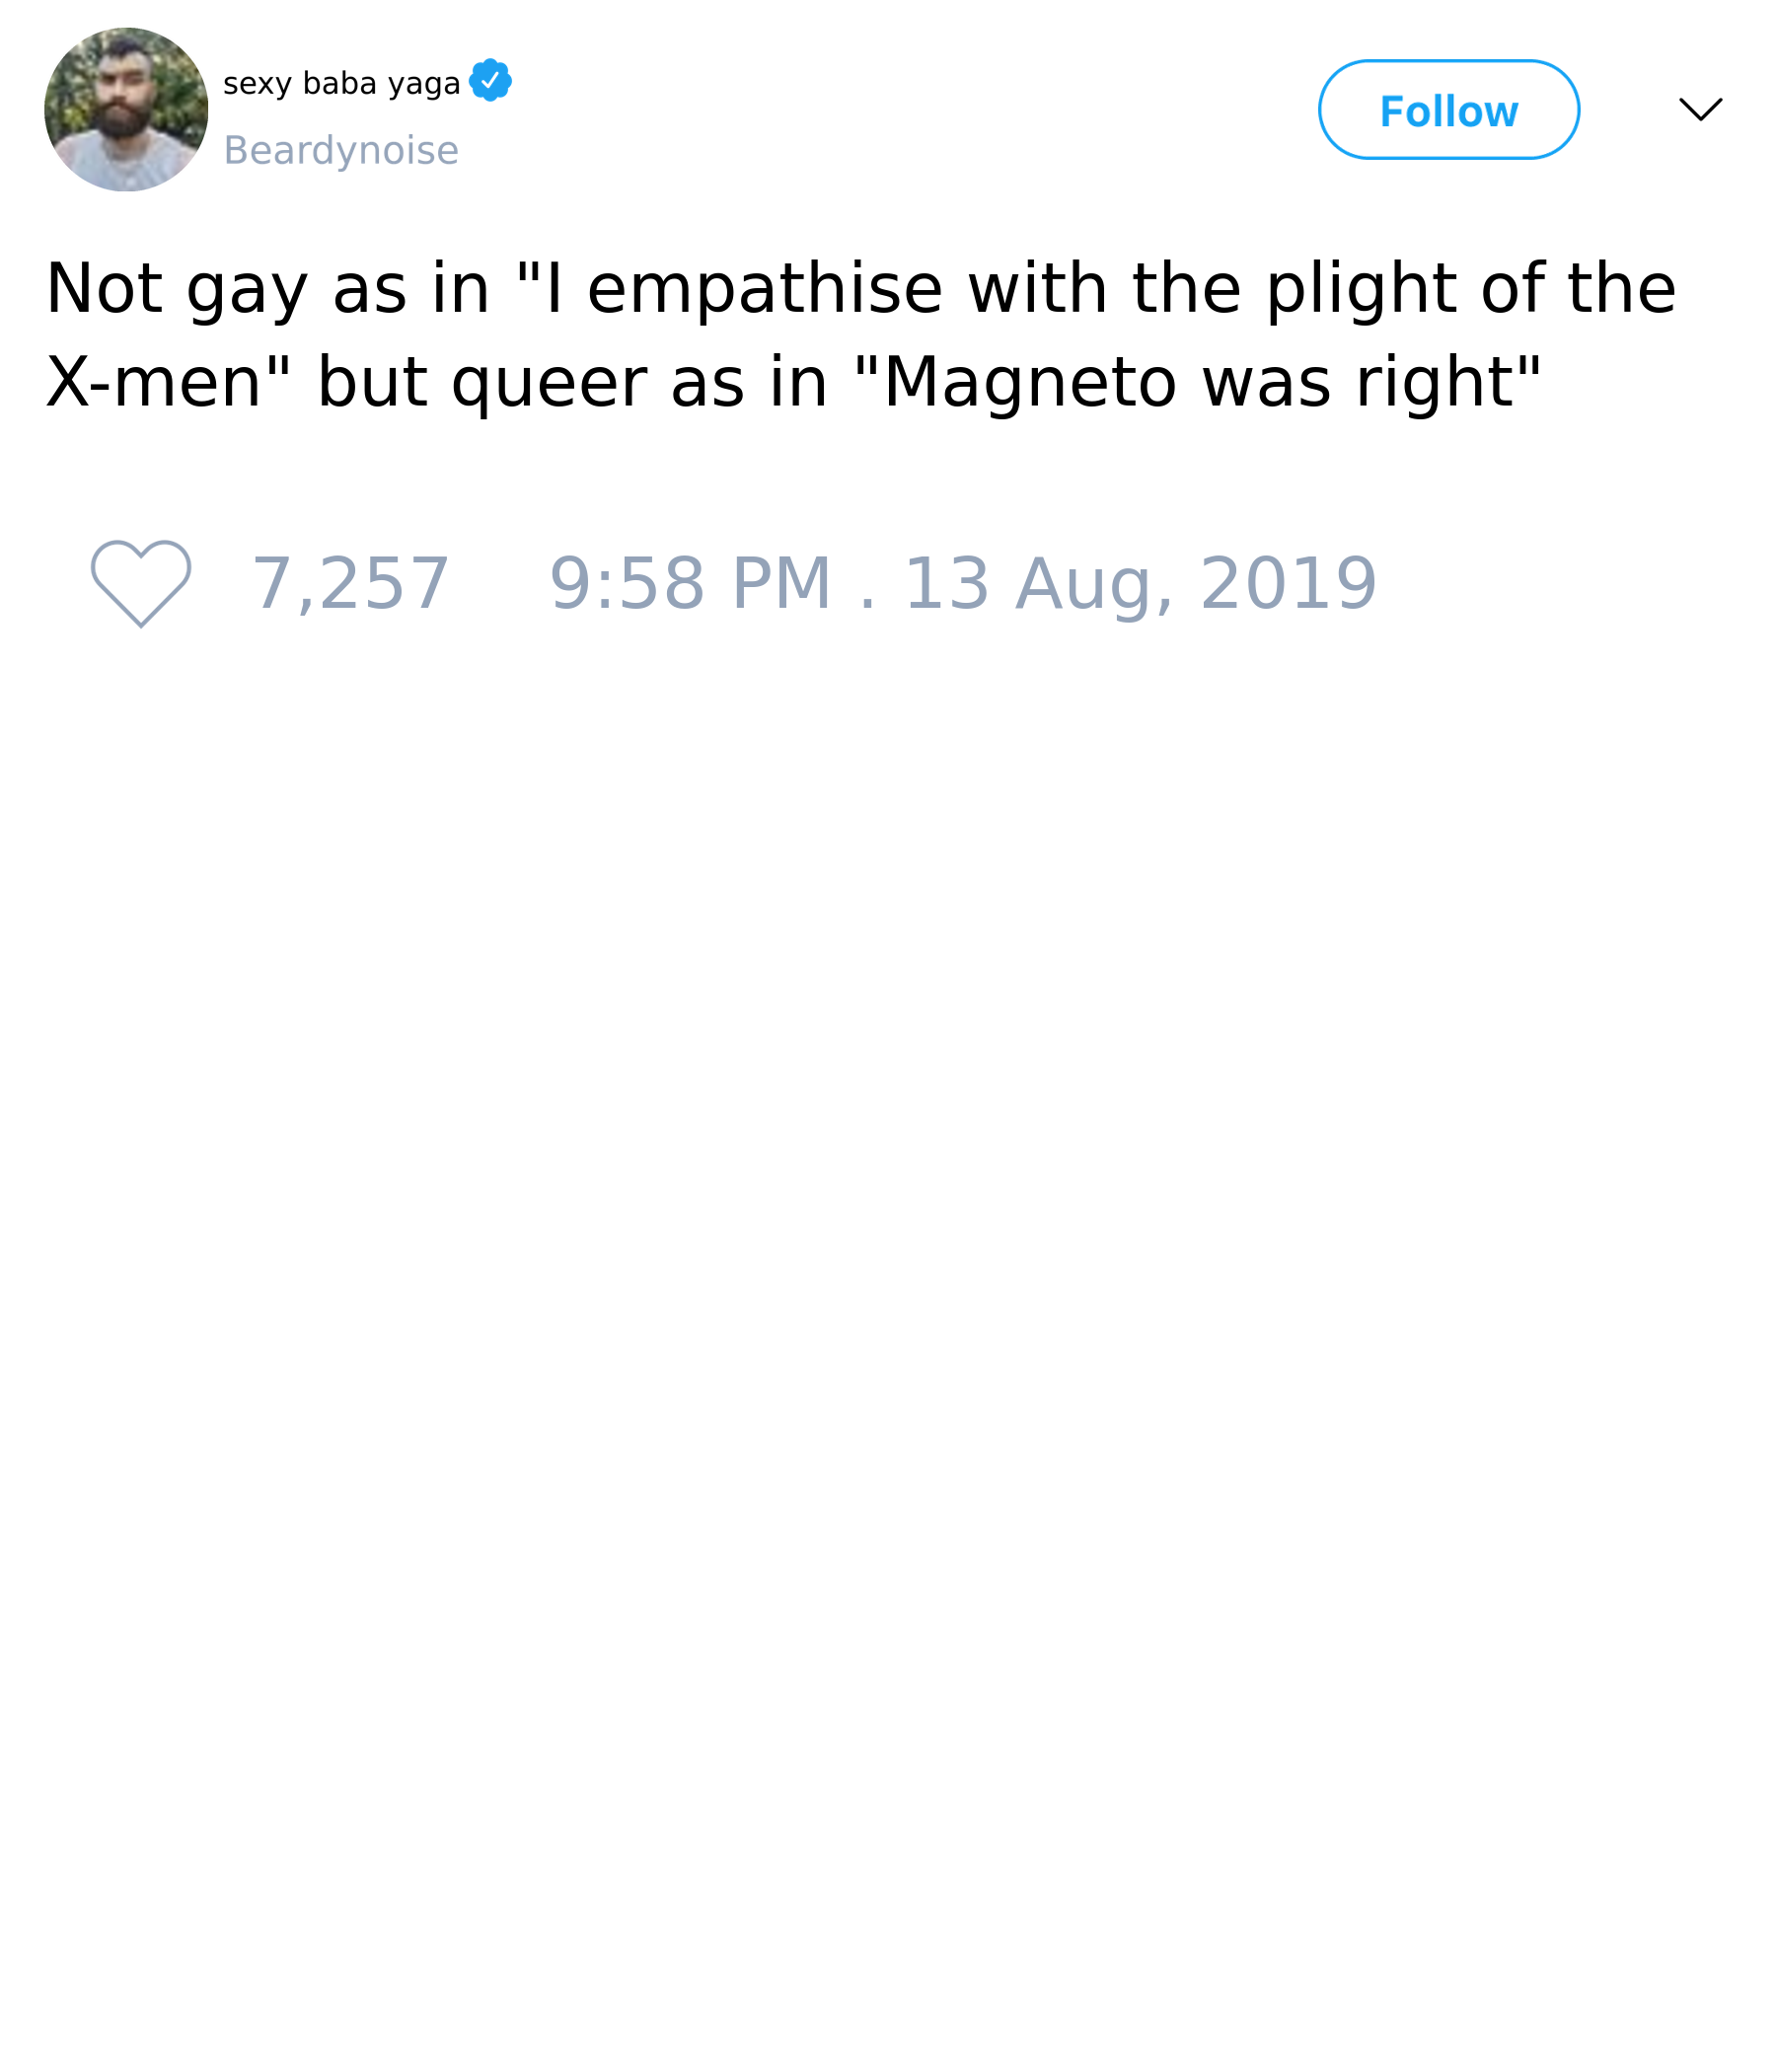 sexy baba yaga
Beardynoise
Follow
Not gay as in "I empathise with the plight of the
X-men" but queer as in "Magneto was right"
7,257 9:58 PM . 13 Aug, 2019